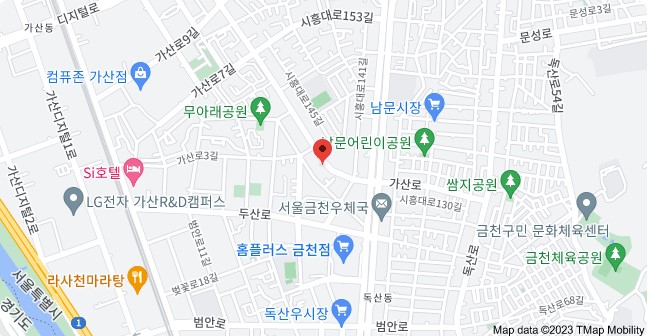 디지털로
가산동
시흥대로153길
문성로
가산로9길
컴퓨존 가산점
가산로7길
시흥대로145길
시흥대로141길
독산로54길
무아래공원
남문시장
남문어린이공원
가산디지털1로
가산로3길
Si호텔
LG전자 가산R&D캠퍼스
가산로
쌈지공원
시흥대로130길
두산로
서울금천우체국
금천구민 문화체육센터
가산디지털2로
범안로11길
홈플러스 금천점
독산로
금천체육공원
라사천마라탕
벚꽃로18길
서울특별시
경기도
1
독산우시장
독산동
독산로68길
범안로
범안로
Map data ©2023 TMap Mobility